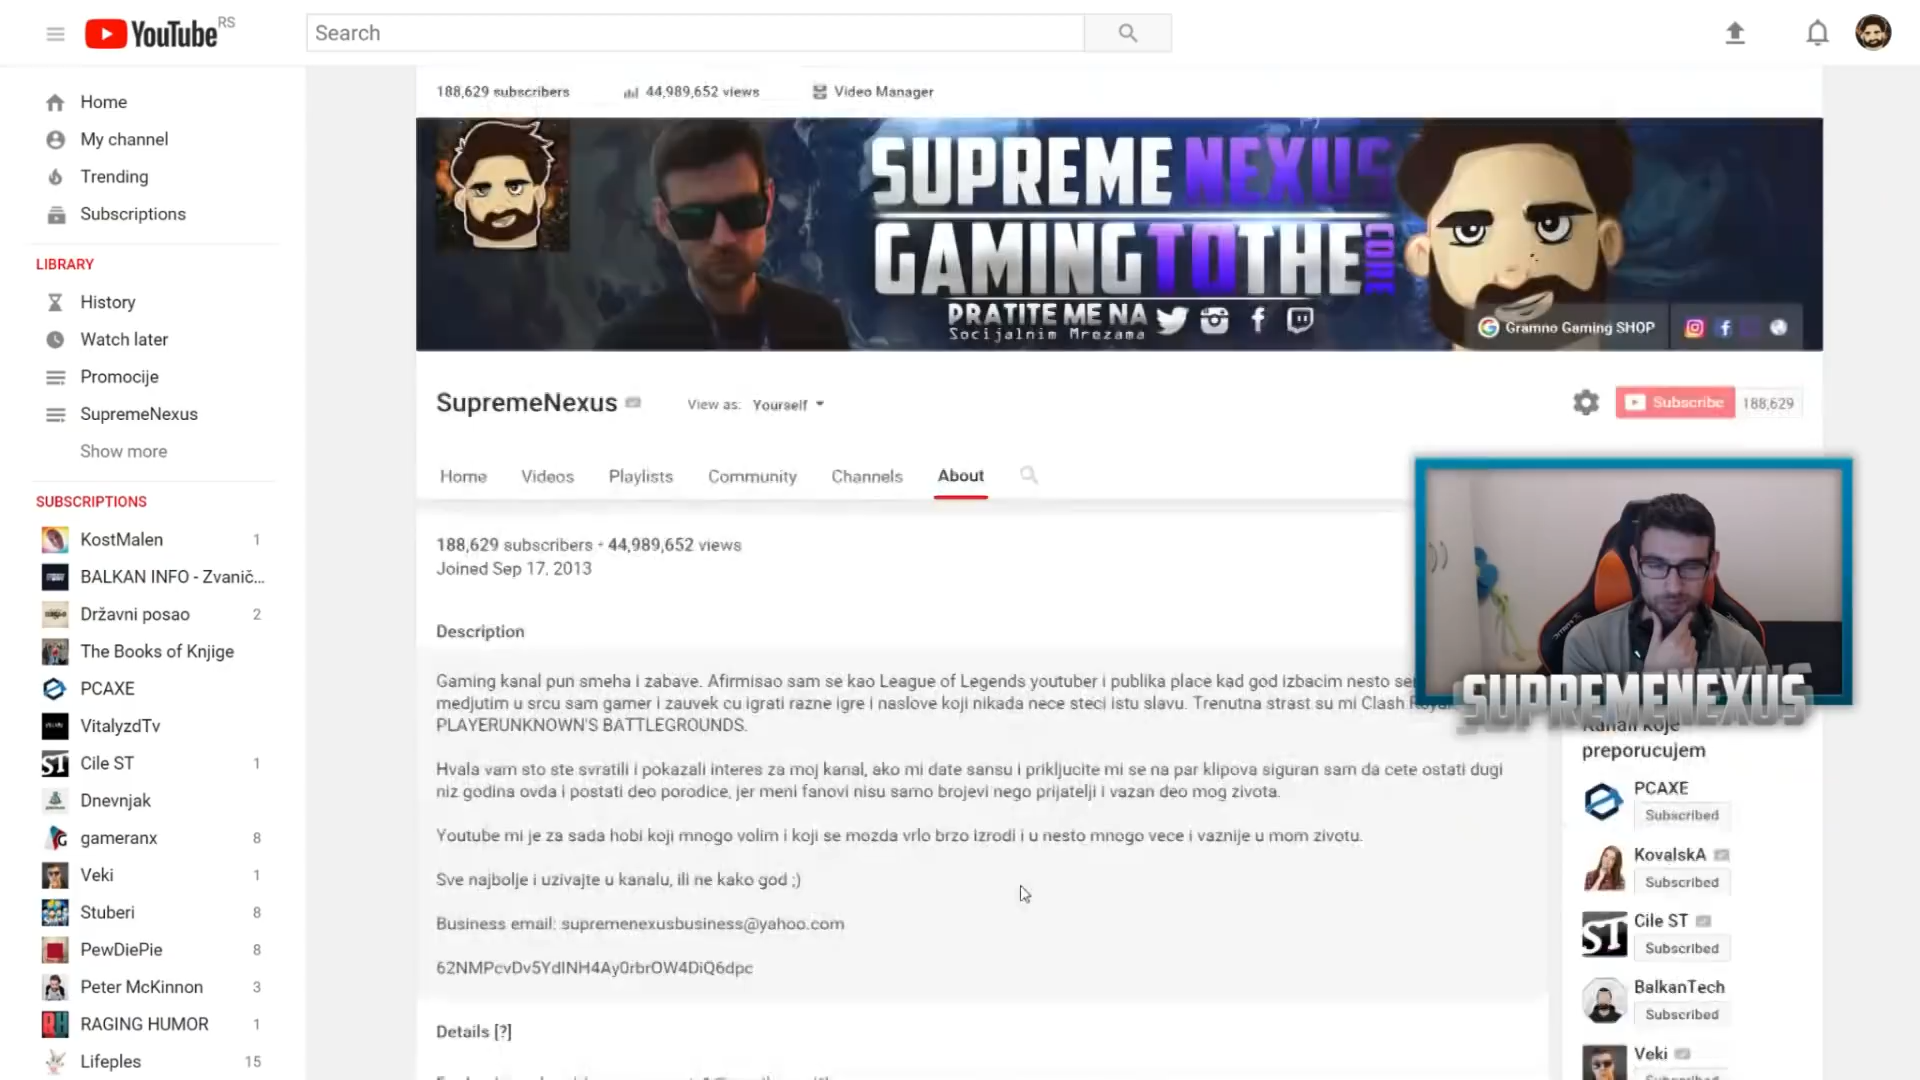 YouTube RS
Search
Home
My channel
Trending
Subscriptions
LIBRARY
History
Watch later
Promocije
SupremeNexus
Show more
SUBSCRIPTIONS
KostMalen 1
BALKAN INFO - Zvanič...
Državni posao 2
The Books of Knjige
PCAXE
VitalyzdTv
Cile ST 1
Dnevnjak
gameranx 8
Veki 1
Stuberi 8
PewDiePie 8
Peter McKinnon 3
RAGING HUMOR 1
Lifeples 15
188,629 subscribers 44,989,652 views Video Manager
SUPREME NEXUS
GAMING TO THE CORE
PRATITE ME NA
Socijalnim Mrezama
Gramno Gaming SHOP
SupremeNexus View as: Yourself
Subscribe 188,629
Home Videos Playlists Community Channels About
188,629 subscribers • 44,989,652 views
Joined Sep 17, 2013
Description
Gaming kanal pun smeha i zabave. Afirmisao sam se kao League of Legends youtuber i publika place kad god izbacim nesto
medjutim u srcu sam gamer i zauvek cu igrati razne igre i naslove koji nikada nece steci istu slavu. Trenutna strast su mi Clash
PLAYERUNKNOWN'S BATTLEGROUNDS.
Hvala vam sto ste svratili i pokazali interes za moj kanal, ako mi date sansu i prikljucite mi se na par klipova siguran sam da cete ostati dugi
niz godina ovda i postati deo porodice, jer meni fanovi nisu samo brojevi nego prijatelji i vazan deo mog zivota.
Youtube mi je za sada hobi koji mnogo volim i koji se mozda vrlo brzo izrodi i u nesto mnogo vece i vaznije u mom zivotu.
Sve najbolje i uzivajte u kanalu, ili ne kako god ;)
Business email: supremenexusbusiness@yahoo.com
62NMPcvDv5YdINH4Ay0rbrOW4DiQ6dpc
Details [?]
SUPREMENEXUS
Kanali koje
preporucujem
PCAXE
Subscribed
KovalskA
Subscribed
Cile ST
Subscribed
BalkanTech
Subscribed
Veki